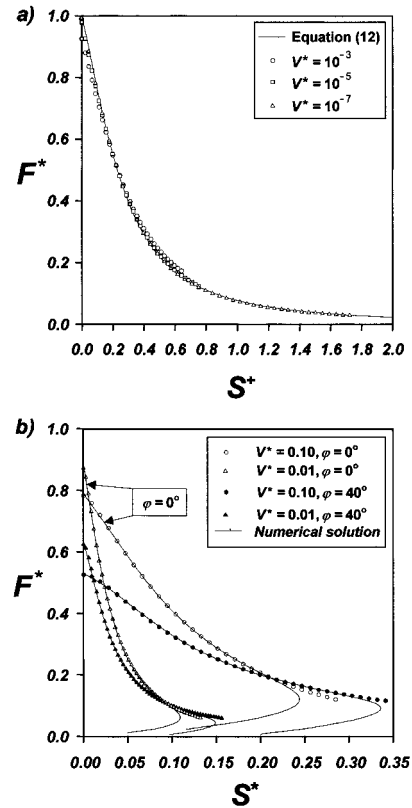 a)
Equation (12)
V* = 10⁻³
V* = 10⁻⁵
V* = 10⁻⁷
F*
1.0
0.8
0.6
0.4
0.2
0.0
0.0 0.2 0.4 0.6 0.8 1.0 1.2 1.4 1.6 1.8 2.0
S⁺
b)
V* = 0.10, φ = 0°
V* = 0.01, φ = 0°
V* = 0.10, φ = 40°
V* = 0.01, φ = 40°
Numerical solution
φ = 0°
F*
1.0
0.8
0.6
0.4
0.2
0.0
0.00 0.05 0.10 0.15 0.20 0.25 0.30 0.35
S*